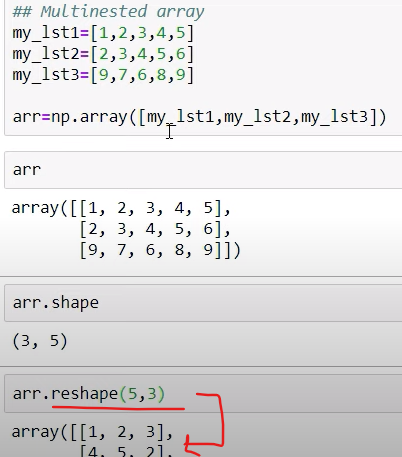 ## Multinested array
my_lst1=[1,2,3,4,5]
my_lst2=[2,3,4,5,6]
my_lst3=[9,7,6,8,9]
arr=np.array([my_lst1,my_lst2,my_lst3])
arr
array([[1, 2, 3, 4, 5],
       [2, 3, 4, 5, 6],
       [9, 7, 6, 8, 9]])
arr.shape
(3, 5)
arr.reshape(5,3)
array([[1, 2, 3],
       [4, 5, 2],